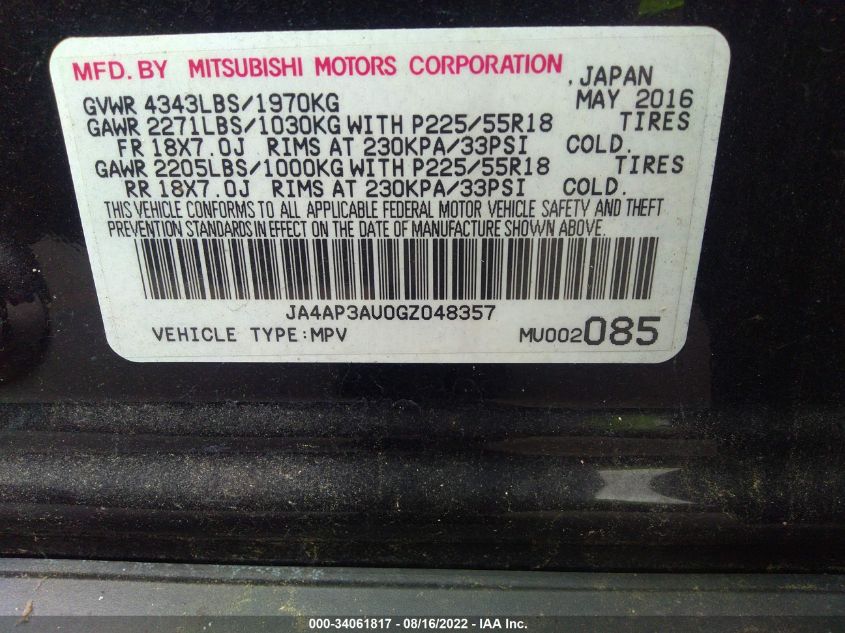 MFD. BY MITSUBISHI MOTORS CORPORATION , JAPAN
GVWR 4343LBS/1970KG MAY 2016
GAWR 2271LBS/1030KG WITH P225/55R18 TIRES
FR 18X7.0J RIMS AT 230KPA/33PSI COLD.
GAWR 2205LBS/1000KG WITH P225/55R18 TIRES
RR 18X7.0J RIMS AT 230KPA/33PSI COLD.
THIS VEHICLE CONFORMS TO ALL APPLICABLE FEDERAL MOTOR VEHICLE SAFETY AND THEFT
PREVENTION STANDARDS IN EFFECT ON THE DATE OF MANUFACTURE SHOWN ABOVE.
JA4AP3AU0GZ048357
VEHICLE TYPE:MPV MU002085
000-34061817 - 08/16/2022 - IAA Inc.